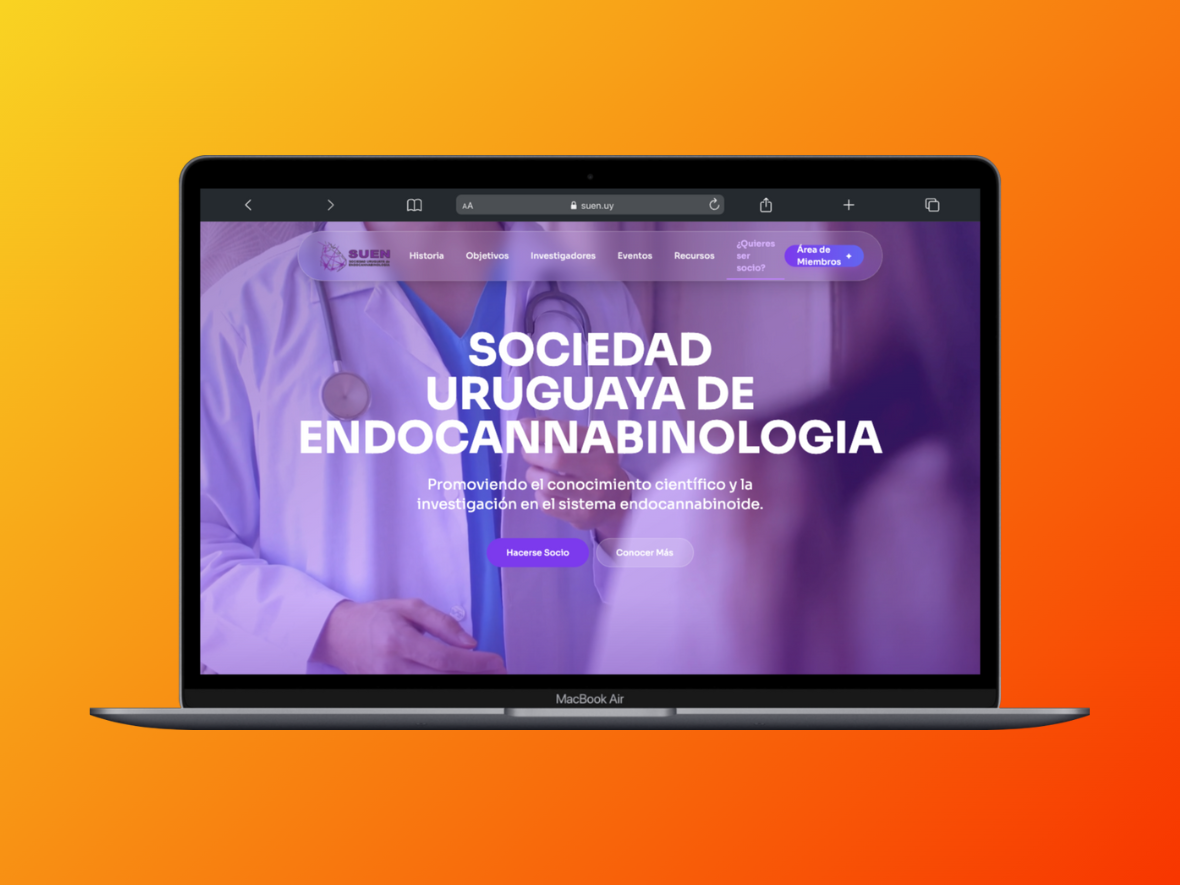 AA
suen.uy
SUEN
Historia
Objetivos
Investigadores
Eventos
Recursos
¿Quieres
ser
socio?
Área de
Miembros
SOCIEDAD
URUGUAYA DE
ENDOCANNABINOLOGIA
Promoviendo el conocimiento científico y la
investigación en el sistema endocannabinoide.
Hacerse Socio
Conocer Más
MacBook Air